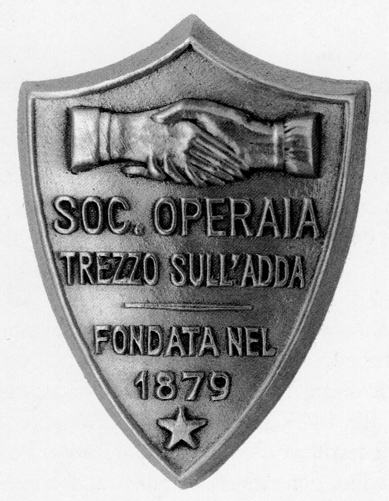 SOC. OPERAIA
TREZZO SULL'ADDA
FONDATA NEL
1879